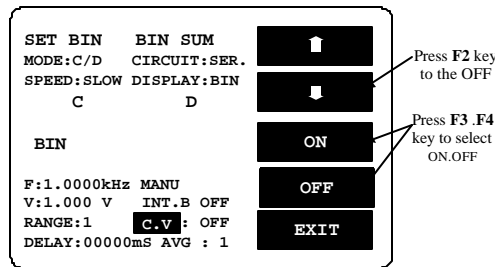 SET BIN BIN SUM
MODE:C/D CIRCUIT:SER.
SPEED:SLOW DISPLAY:BIN
C D
BIN
F:1.0000kHz MANU
V:1.000 V INT.B OFF
RANGE:1 C.V : OFF
DELAY:00000mS AVG : 1
ON
OFF
EXIT
Press F2 key
to the OFF
Press F3 .F4
key to select
ON.OFF